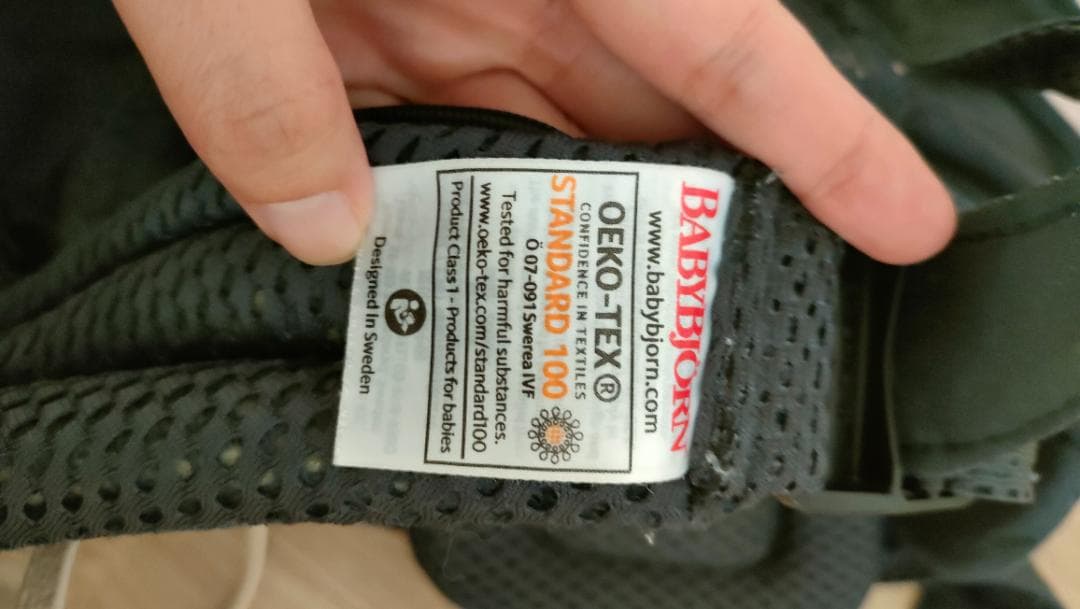 BABYBJORN
www.babybjorn.com
OEKO-TEX®
CONFIDENCE IN TEXTILES
STANDARD 100
Ö 07-091 Swerea IVF
Tested for harmful substances.
www.oeko-tex.com/standard100
Product Class 1 - Products for babies
Designed In Sweden